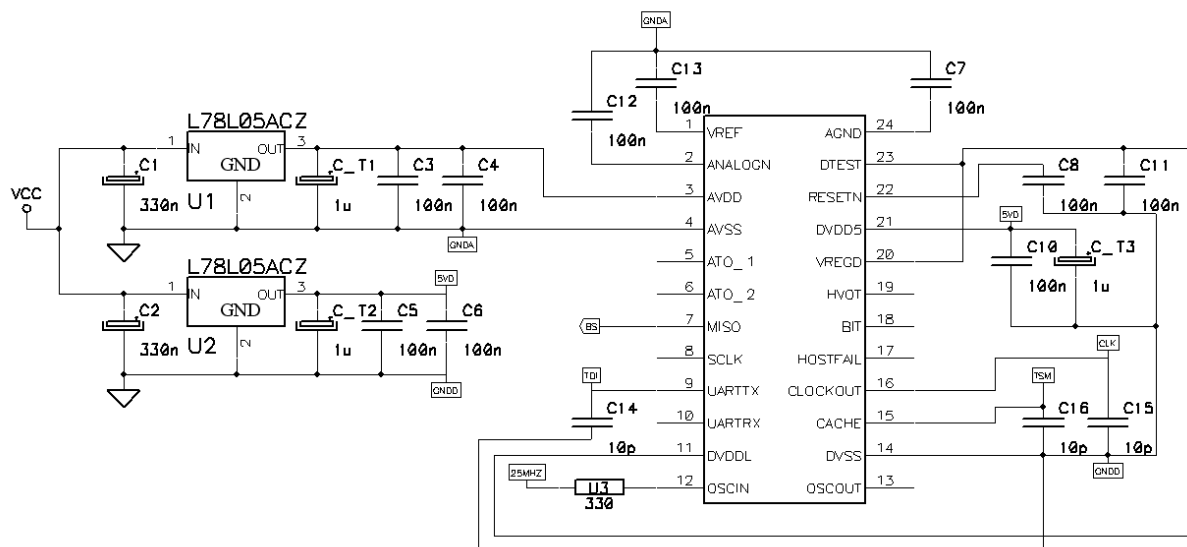 GNDA
C13
100n
C7
100n
C12
100n
L78L05ACZ
1 IN OUT 3
GND
2
U1
C1
330n
C_T1
1u
C3
100n
C4
100n
GNDA
VCC
L78L05ACZ
1 IN OUT 3
GND
2
U2
C2
330n
C_T2
1u
5VD
C5
100n
C6
100n
GNDD
1 VREF AGND 24
2 ANALOGN DTEST 23
3 AVDD RESETN 22
4 AVSS DVDD5 21
5 ATO_1 VREGD 20
6 ATO_2 HVOT 19
7 MISO BIT 18
8 SCLK HOSTFAIL 17
9 UARTTX CLOCKOUT 16
10 UARTRX CACHE 15
11 DVDDL DVSS 14
12 OSCIN OSCOUT 13
BS
TDI
C14
10p
25MHZ
U3
330
C8
100n
C11
100n
5VD
C10
100n
C_T3
1u
CLK
TSM
C16
10p
C15
10p
GNDD